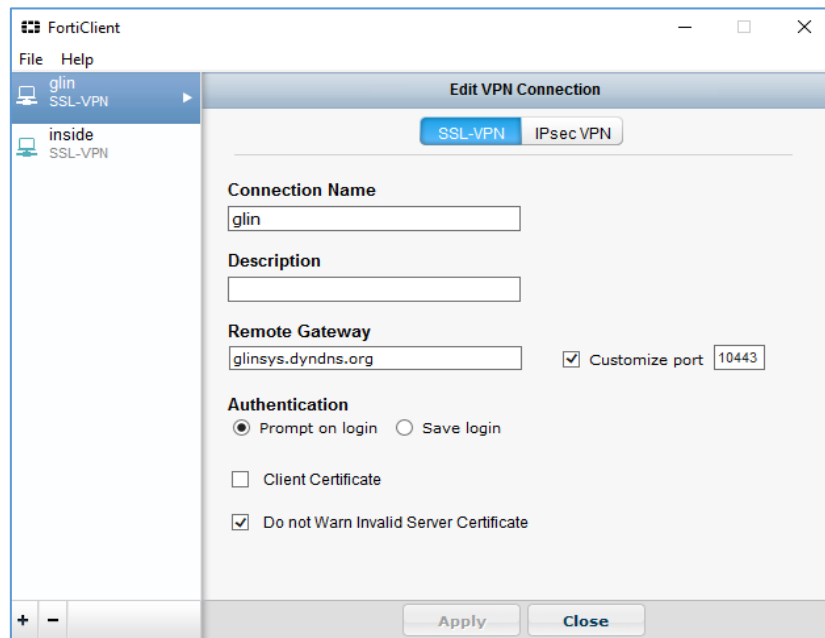 FortiClient
File Help
glin
SSL-VPN
inside
SSL-VPN
Edit VPN Connection
SSL-VPN IPsec VPN
Connection Name
glin
Description
Remote Gateway
glinsys.dyndns.org Customize port 10443
Authentication
Prompt on login Save login
Client Certificate
Do not Warn Invalid Server Certificate
Apply Close